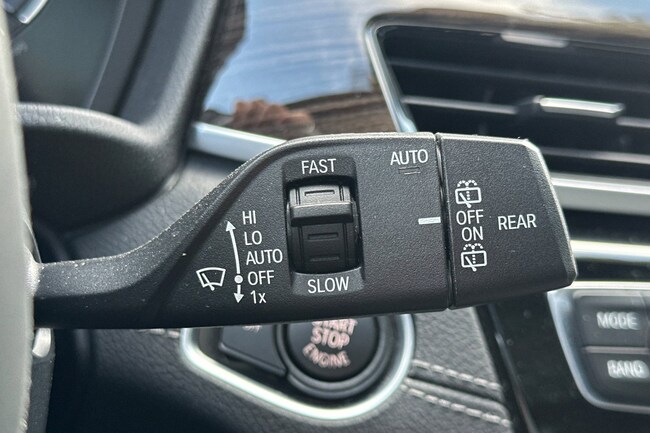 FAST
AUTO
HI
LO
AUTO
OFF
1x
SLOW
OFF
ON
REAR
START
STOP
ENGINE
MODE
BAND